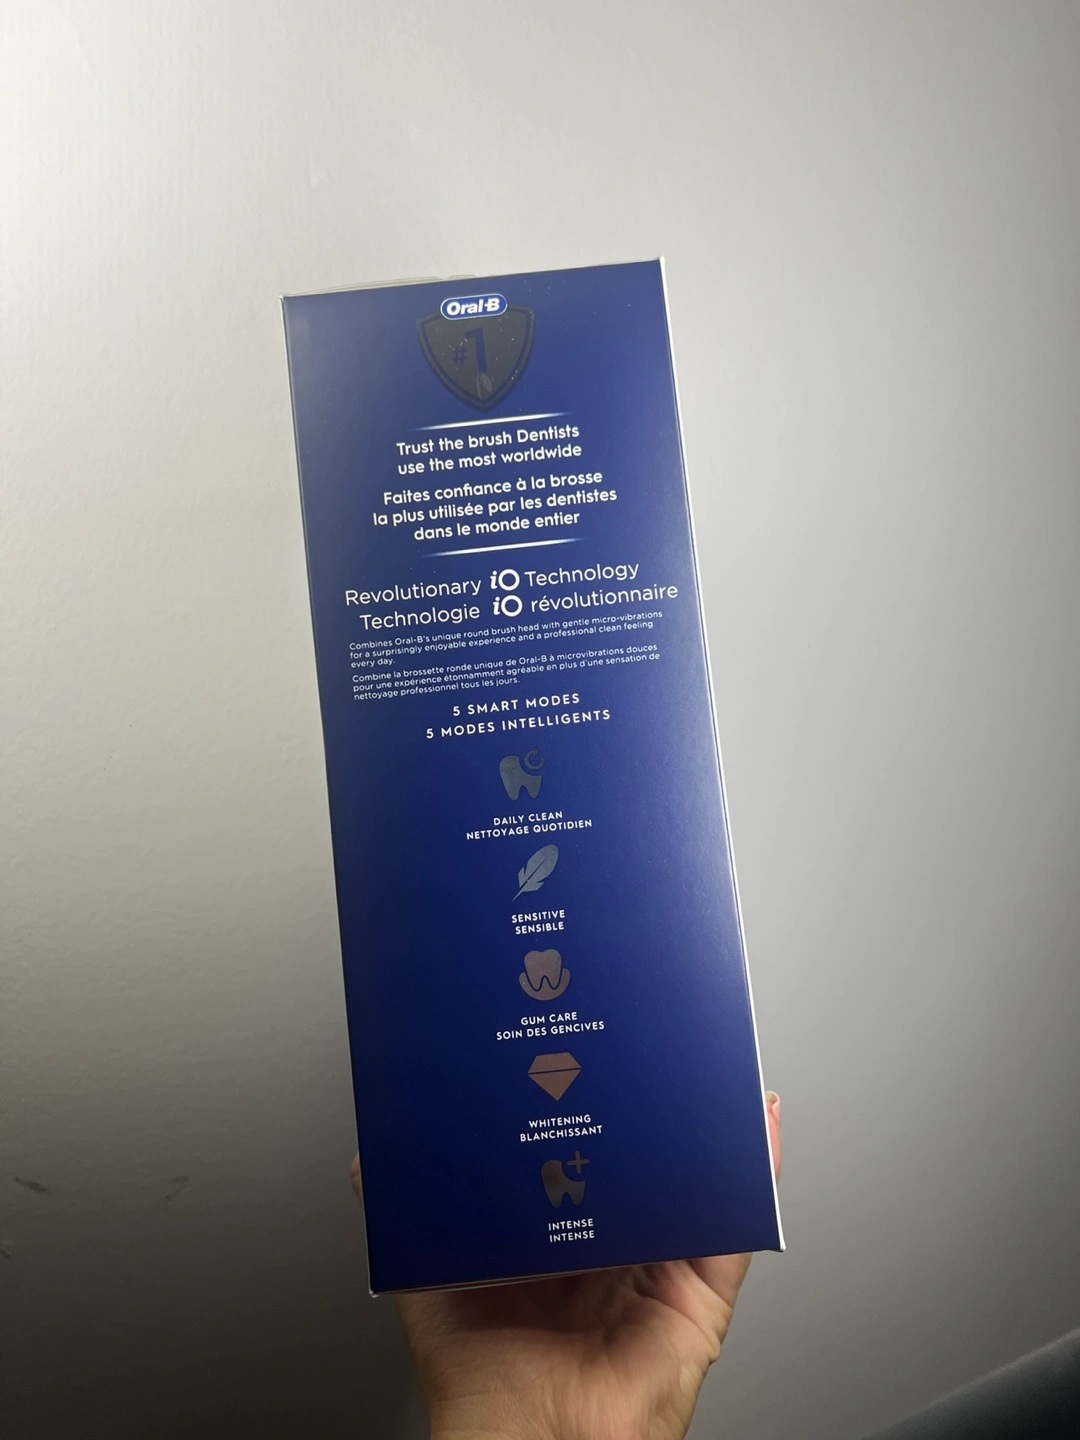 Oral-B
#1
Trust the brush Dentists
use the most worldwide
Faites confiance à la brosse
la plus utilisée par les dentistes
dans le monde entier
Revolutionary iO Technology
Technologie iO révolutionnaire
Combines Oral-B's unique round brush head with gentle micro-vibrations
for a surprisingly enjoyable experience and a professional clean feeling
every day.
Combine la brossette ronde unique de Oral-B à microvibrations douces
pour une expérience étonnamment agréable en plus d'une sensation de
nettoyage professionnel tous les jours.
5 SMART MODES
5 MODES INTELLIGENTS
DAILY CLEAN
NETTOYAGE QUOTIDIEN
SENSITIVE
SENSIBLE
GUM CARE
SOIN DES GENCIVES
WHITENING
BLANCHISSANT
INTENSE
INTENSE